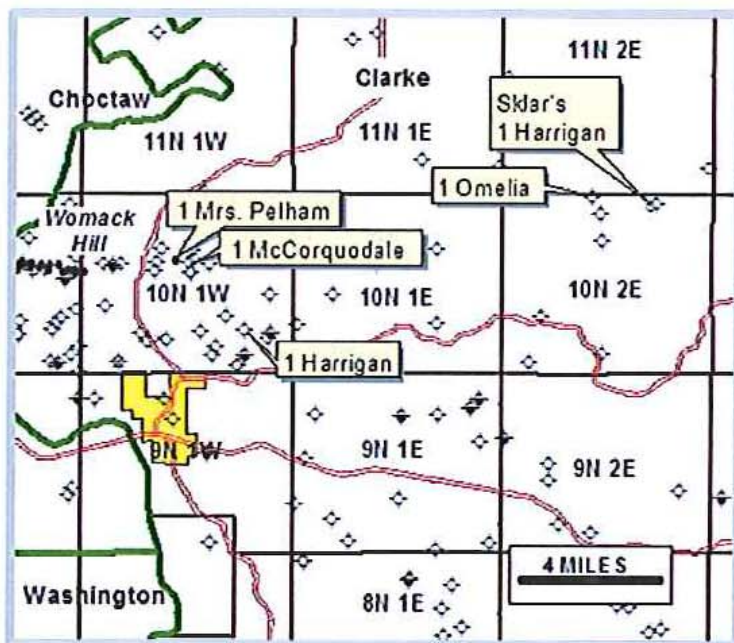 11N 2E
Clarke
Choctaw
Sklar's
1 Harrigan
11N 1W
11N 1E
1 Omelia
1 Mrs. Pelham
Womack
Hill
1 McCorquodale
10N 1W
10N 1E
10N 2E
1 Harrigan
9N 1W
9N 1E
9N 2E
4 MILES
Washington
8N 1E